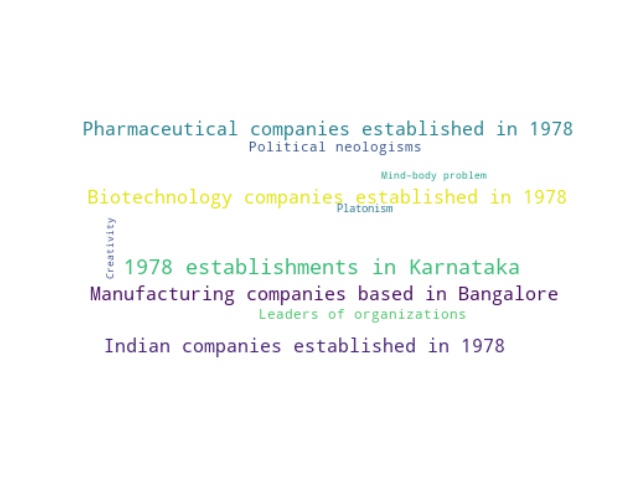 Pharmaceutical companies established in 1978
Political neologisms
Mind-body problem
Biotechnology companies established in 1978
Platonism
Creativity
1978 establishments in Karnataka
Manufacturing companies based in Bangalore
Leaders of organizations
Indian companies established in 1978